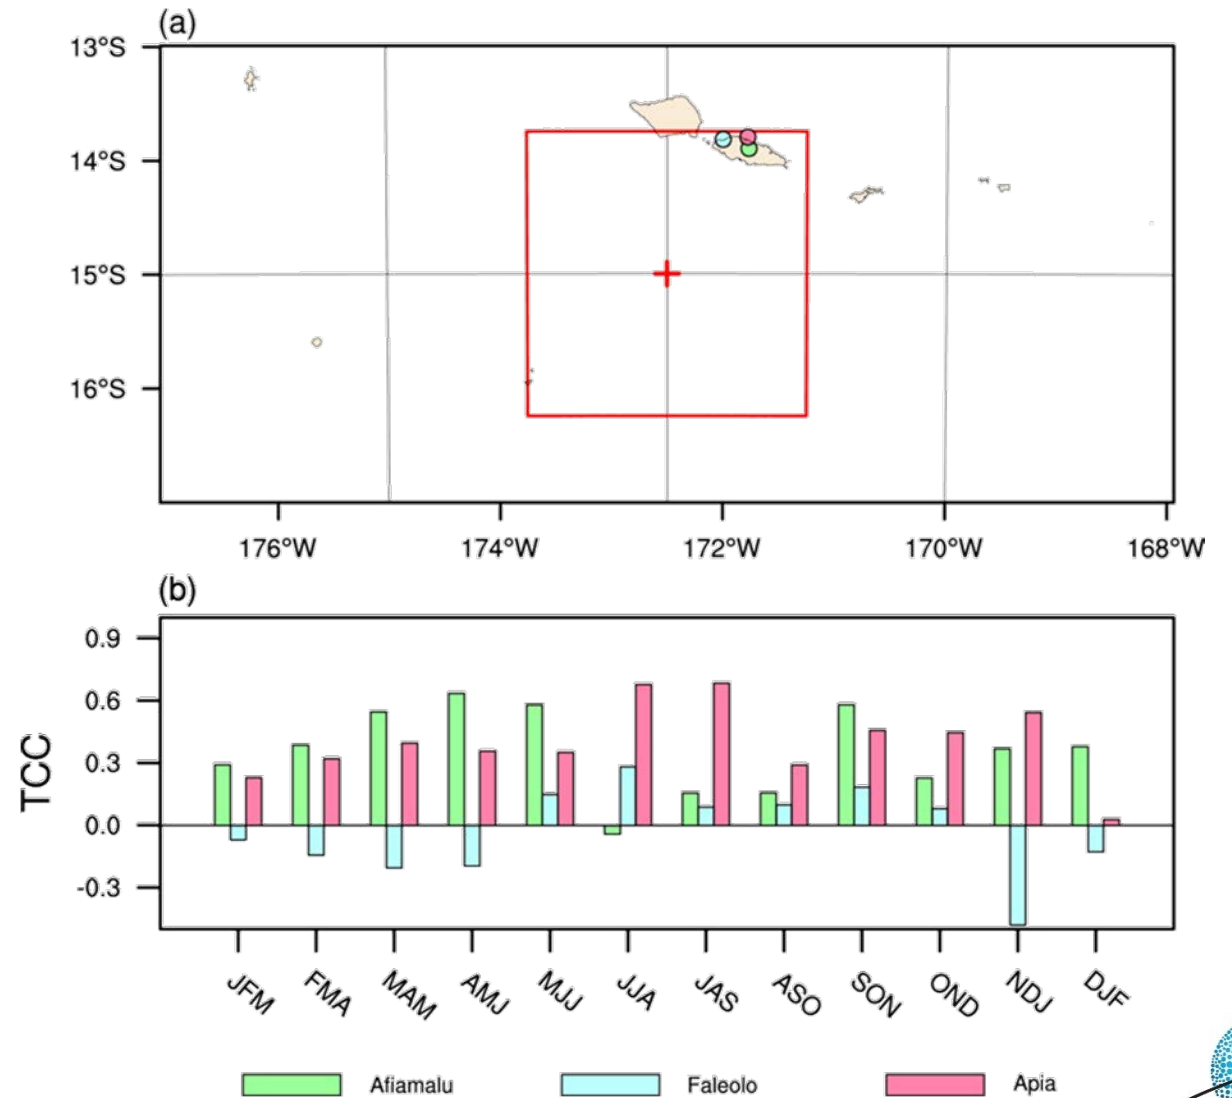 (a)
13°S
14°S
15°S
16°S
176°W 174°W 172°W 170°W 168°W
(b)
TCC
0.9
0.6
0.3
0.0
-0.3
JFM FMA MAM AMJ MJJ JJA JAS ASO SON OND NDJ DJF
Afiamalu Faleolo Apia